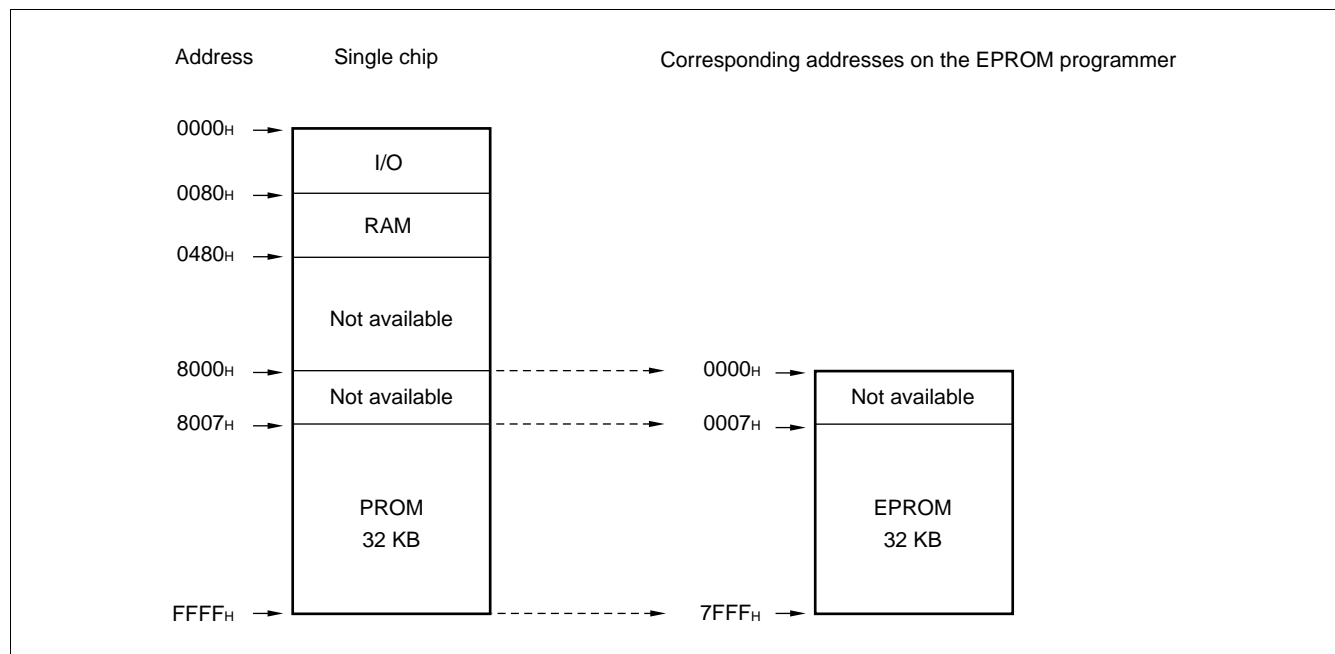 Address Single chip Corresponding addresses on the EPROM programmer
0000H
I/O
0080H
RAM
0480H
Not available
8000H 0000H
Not available Not available
8007H 0007H
PROM EPROM
32 KB 32 KB
FFFFH 7FFFH